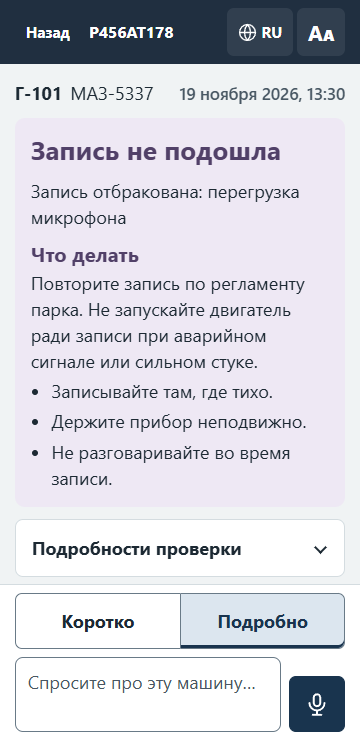 Назад P456AT178 RU Aa
Г-101 МАЗ-5337 19 ноября 2026, 13:30
Запись не подошла
Запись отбракована: перегрузка
микрофона
Что делать
Повторите запись по регламенту
парка. Не запускайте двигатель
ради записи при аварийном
сигнале или сильном стуке.
• Записывайте там, где тихо.
• Держите прибор неподвижно.
• Не разговаривайте во время
записи.
Подробности проверки
Коротко Подробно
Спросите про эту машину...